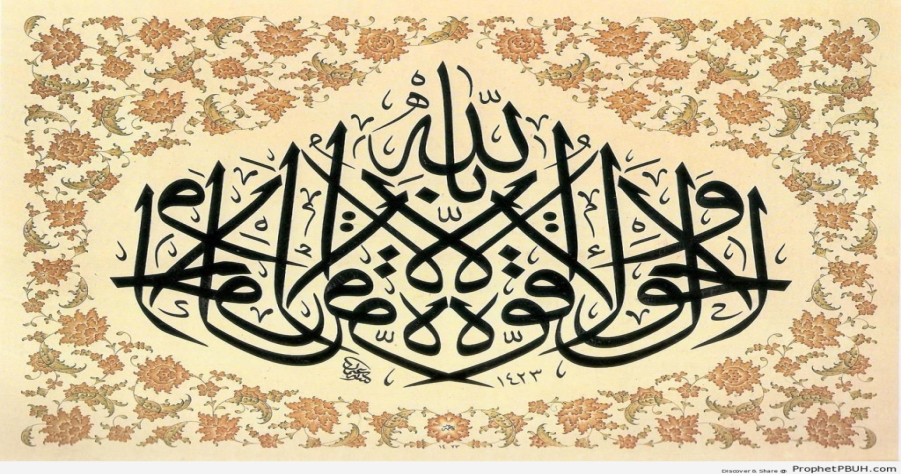 لا حول ولا قوة إلا بالله
١٤٢٣
Discover & Share @ ProphetPBUH.com